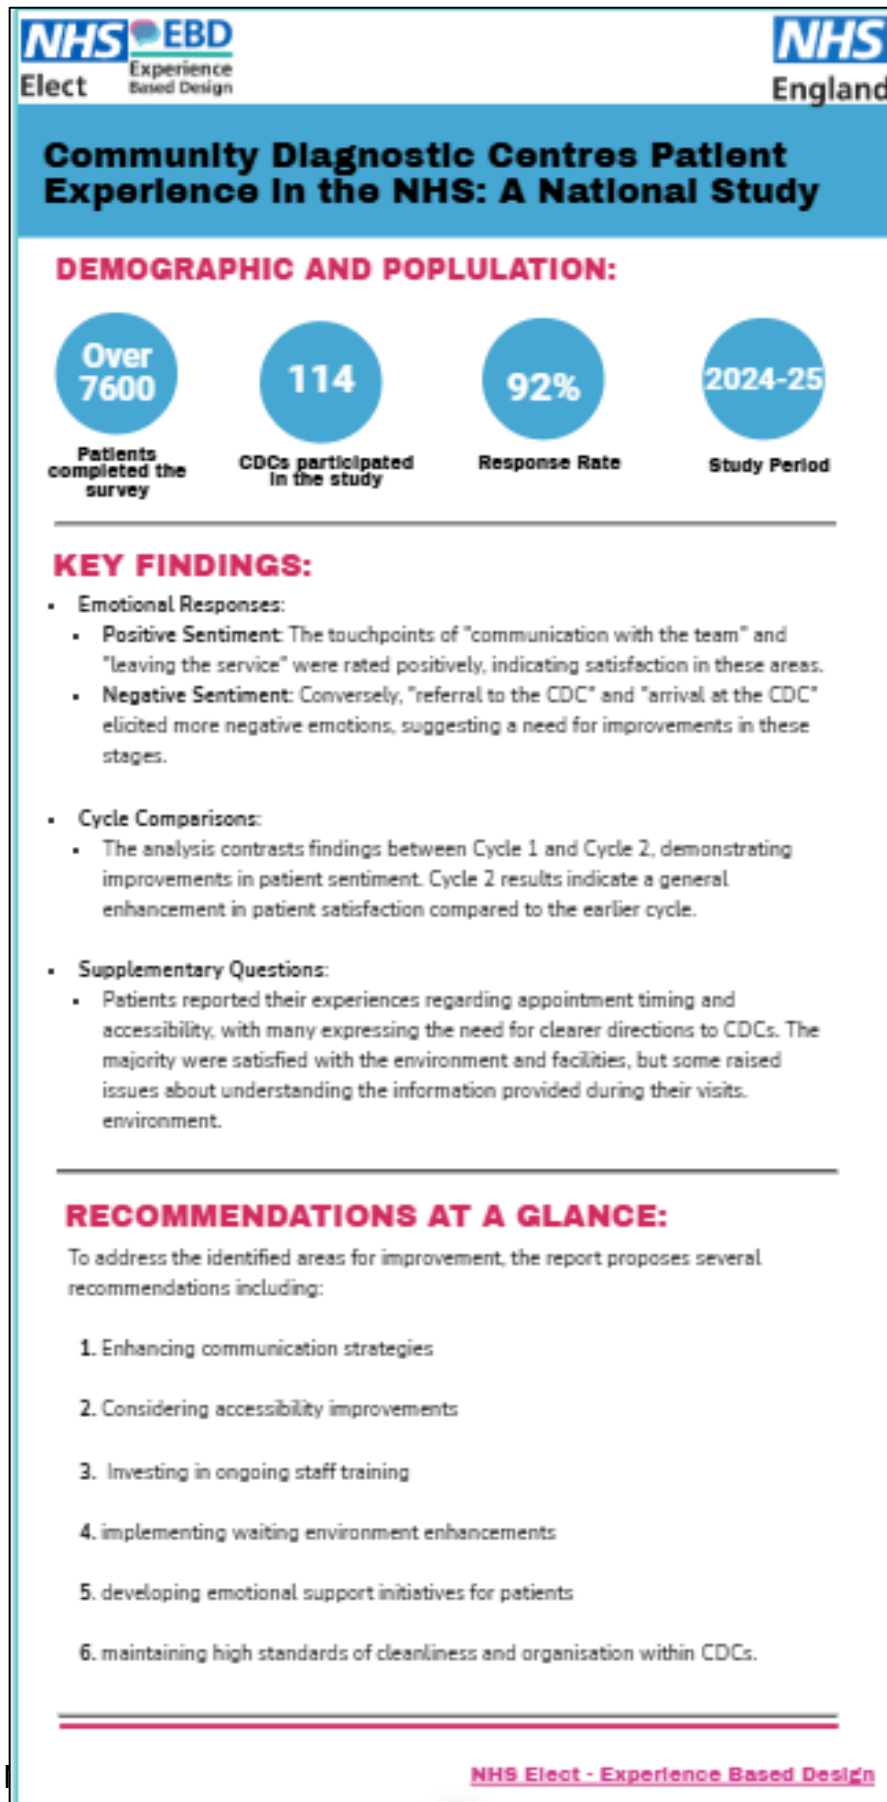 NHS EBD
Elect Experience
Based Design
NHS
England
Community Diagnostic Centres Patient
Experience in the NHS: A National Study
DEMOGRAPHIC AND POPLULATION:
Over
7600
114
92%
2024-25
Patients
completed the
survey
CDCs participated
in the study
Response Rate
Study Period
KEY FINDINGS:
• Emotional Responses:
• Positive Sentiment: The touchpoints of "communication with the team" and
"leaving the service" were rated positively, indicating satisfaction in these areas.
• Negative Sentiment: Conversely, "referral to the CDC" and "arrival at the CDC"
elicited more negative emotions, suggesting a need for improvements in these
stages.
• Cycle Comparisons:
• The analysis contrasts findings between Cycle 1 and Cycle 2, demonstrating
improvements in patient sentiment. Cycle 2 results indicate a general
enhancement in patient satisfaction compared to the earlier cycle.
• Supplementary Questions:
• Patients reported their experiences regarding appointment timing and
accessibility, with many expressing the need for clearer directions to CDCs. The
majority were satisfied with the environment and facilities, but some raised
issues about understanding the information provided during their visits.
environment.
RECOMMENDATIONS AT A GLANCE:
To address the identified areas for improvement, the report proposes several
recommendations including:
1. Enhancing communication strategies
2. Considering accessibility improvements
3. Investing in ongoing staff training
4. implementing waiting environment enhancements
5. developing emotional support initiatives for patients
6. maintaining high standards of cleanliness and organisation within CDCs.
NHS Elect - Experience Based Design